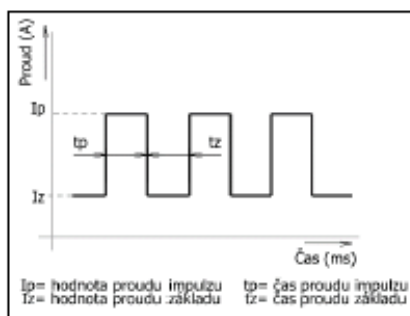 Proud (A)
Ip
tp
tz
Iz
Čas (ms)
Ip= hodnota proudu impulzu tp= čas proudu impulzu
Iz= hodnota proudu základu tz= čas proudu základu